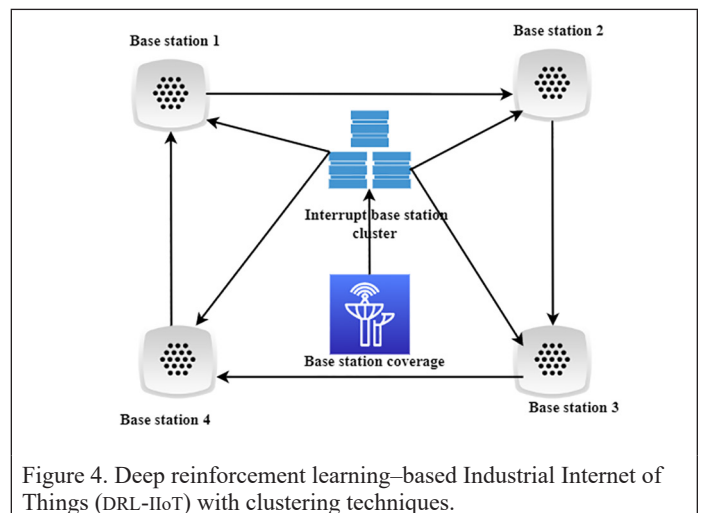 Base station 1
Base station 2
Interrupt base station
cluster
Base station coverage
Base station 4
Base station 3
Figure 4. Deep reinforcement learning–based Industrial Internet of
Things (DRL-IIoT) with clustering techniques.